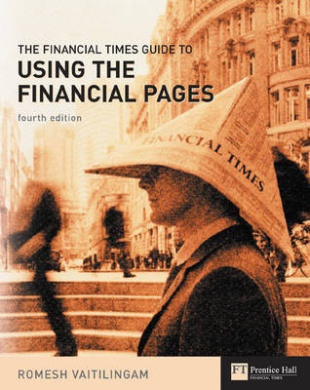 THE FINANCIAL TIMES GUIDE TO
USING THE
FINANCIAL PAGES
fourth edition
FINANCIAL TIMES
ROMESH VAITILINGAM
FT
Prentice Hall
FINANCIAL TIMES